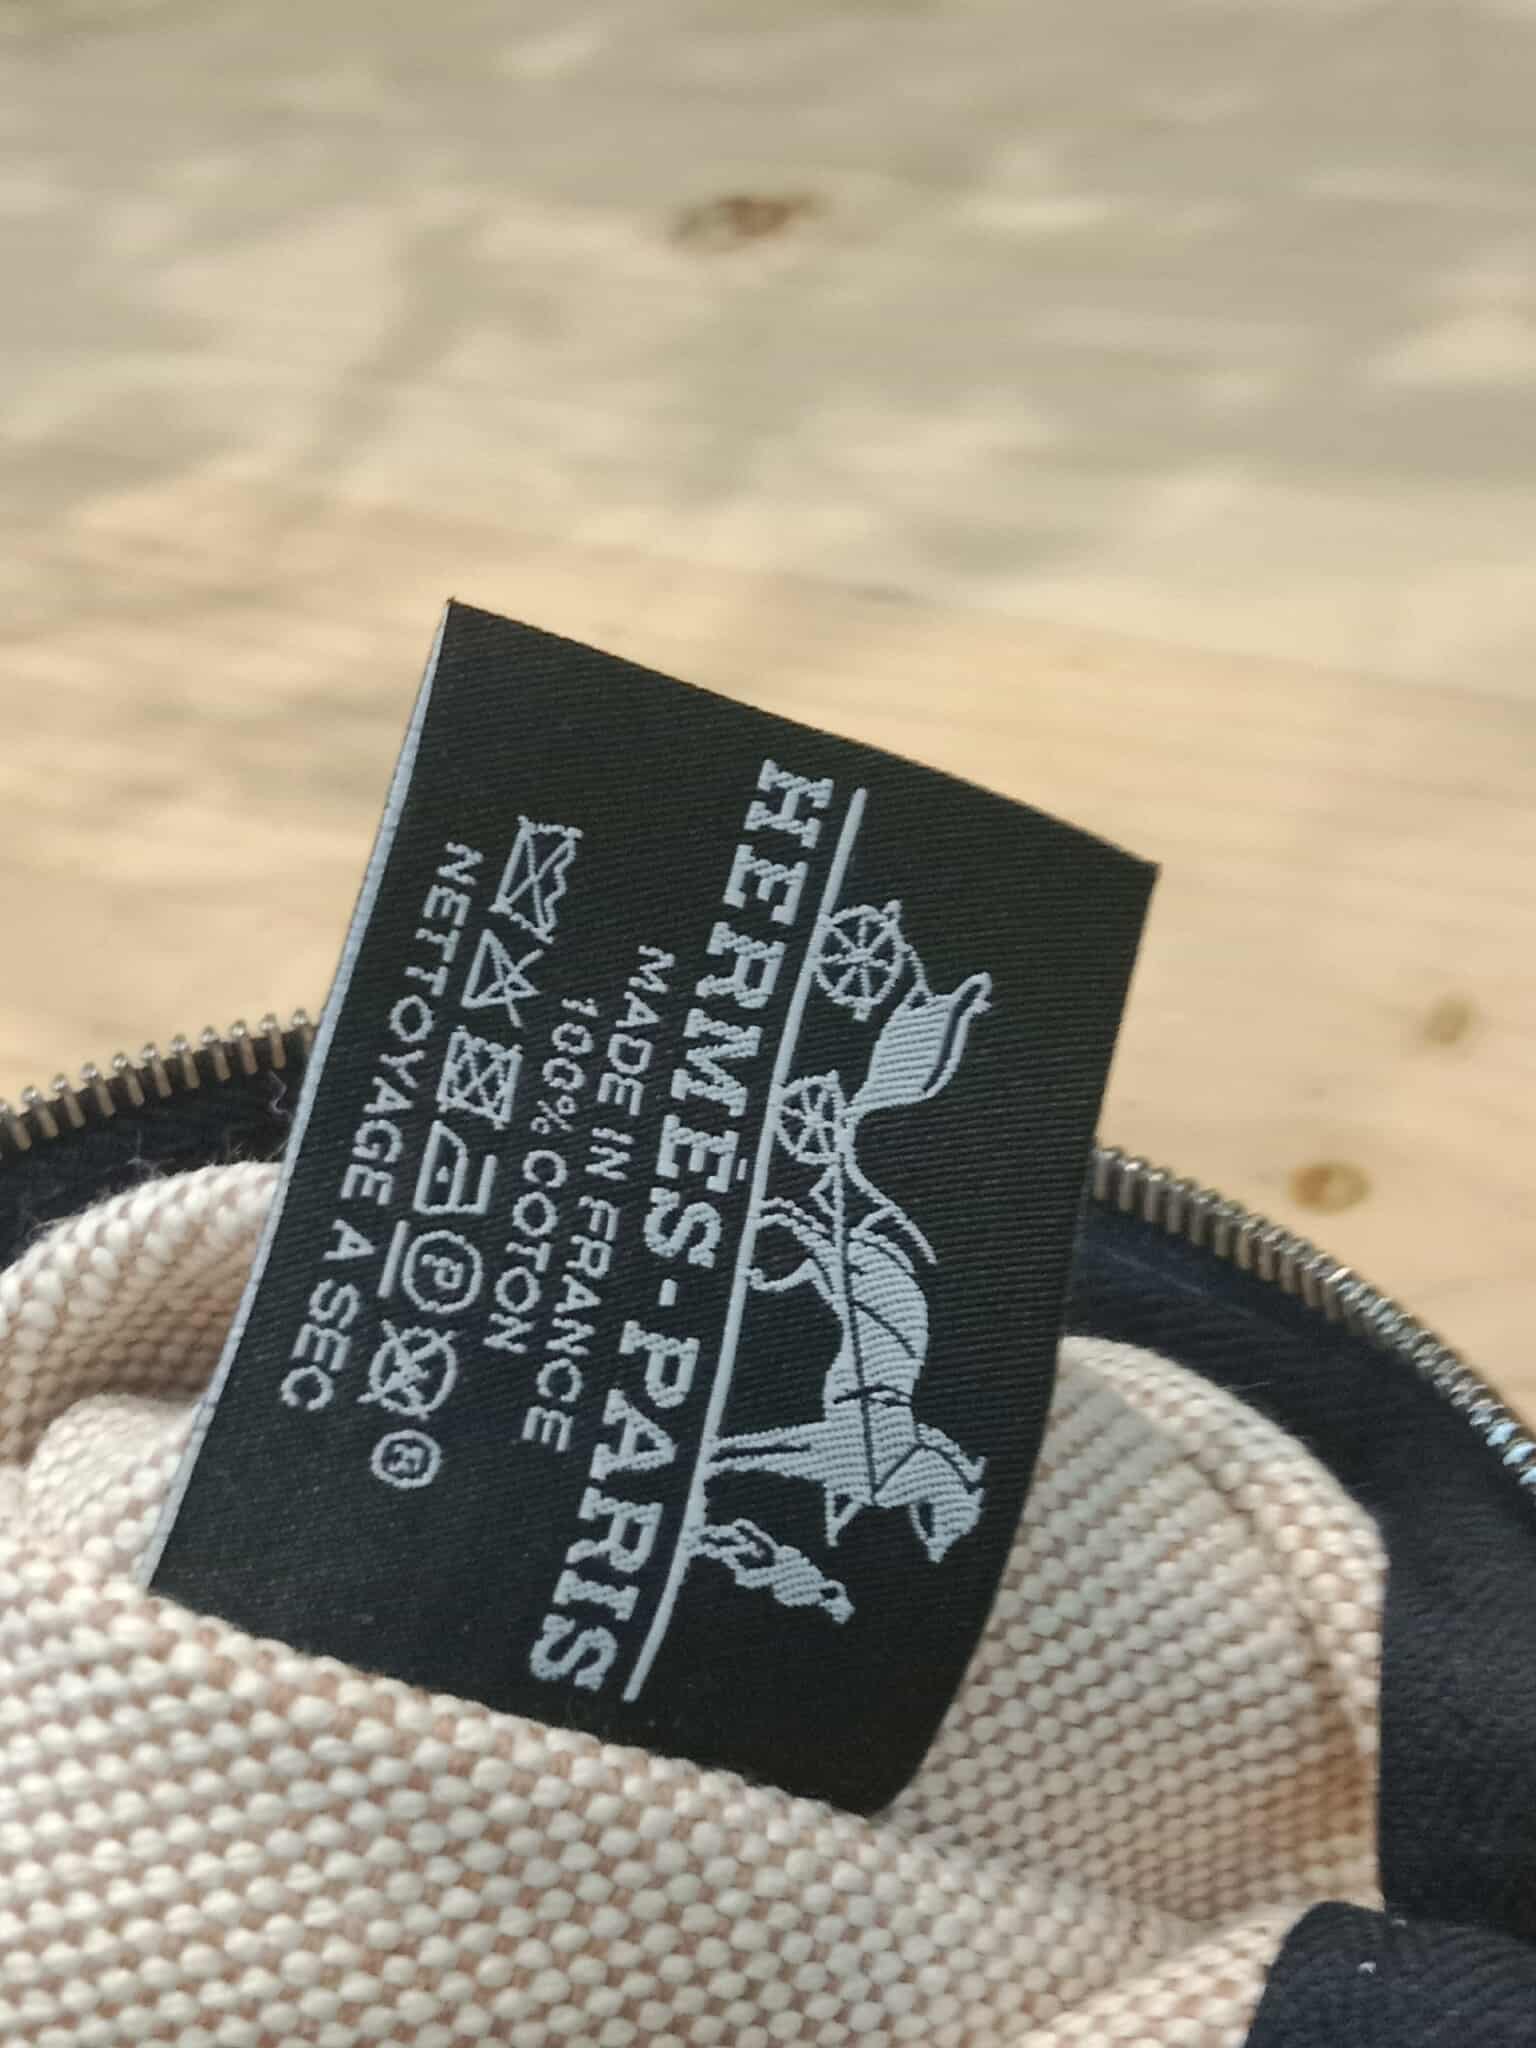 HERMÈS-PARIS
MADE IN FRANCE
100% COTON
P ®
NETTOYAGE A SEC